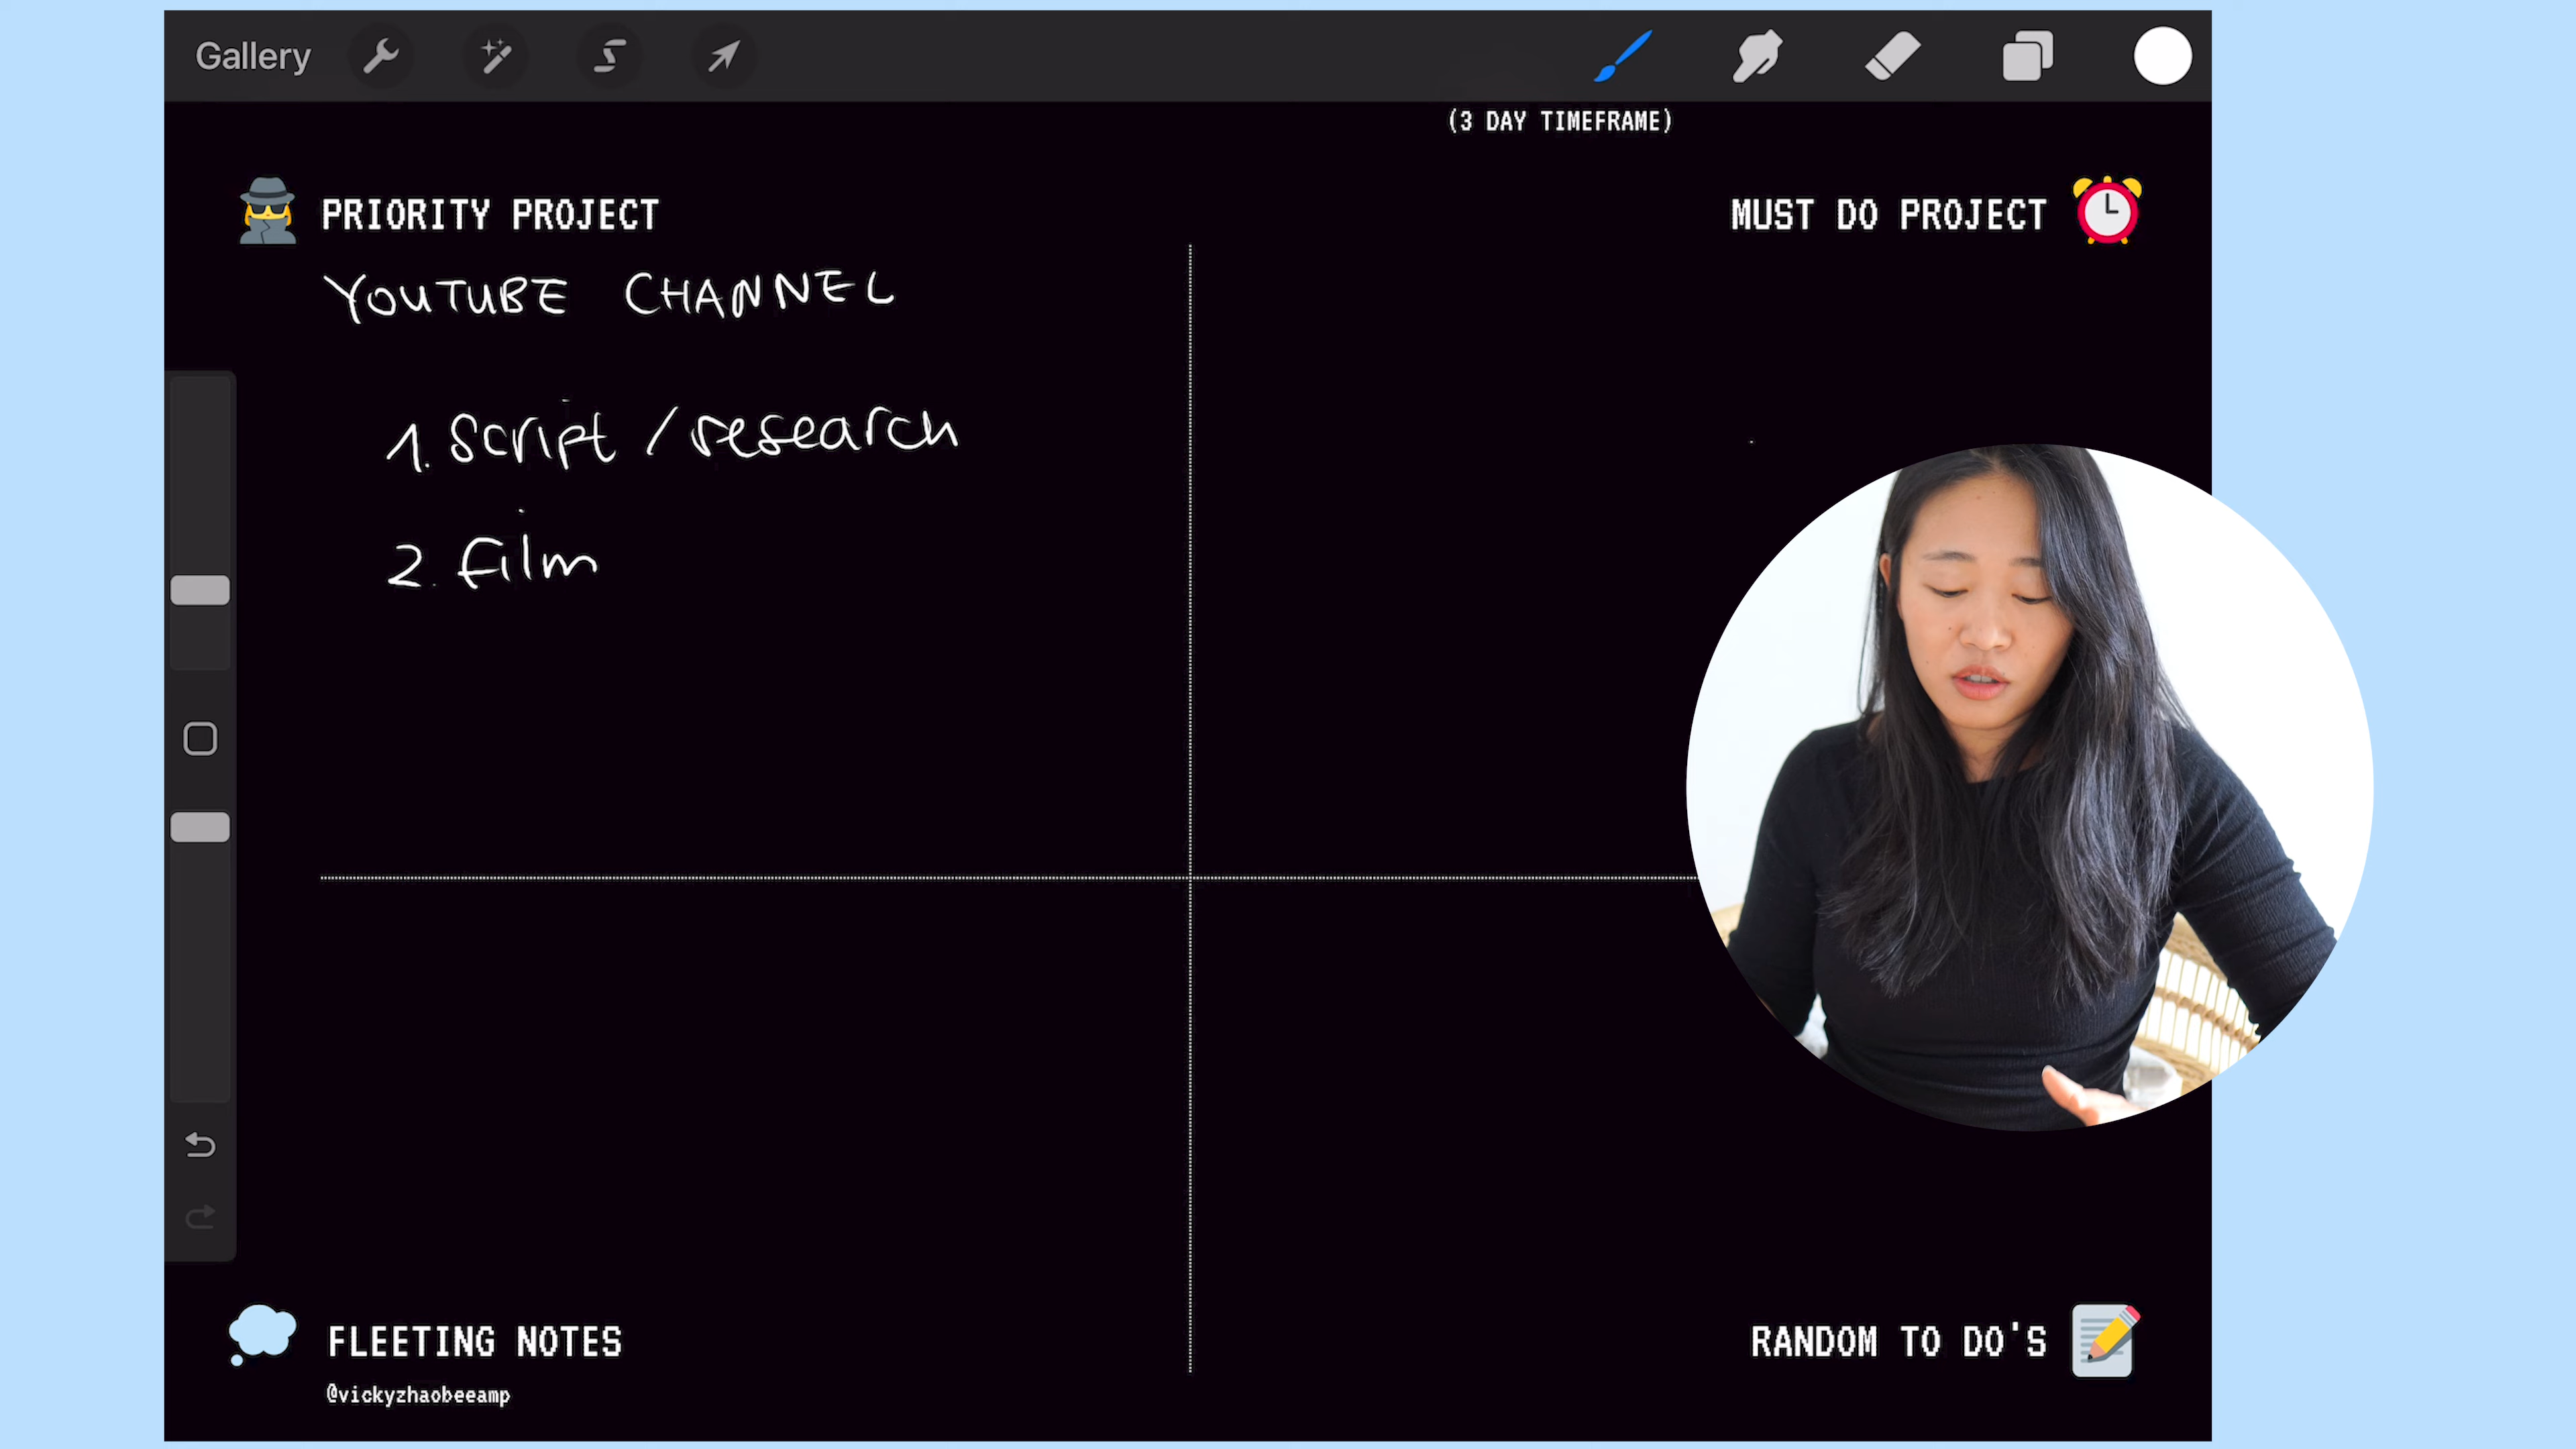 Gallery
(3 DAY TIMEFRAME)
PRIORITY PROJECT
MUST DO PROJECT
YOUTUBE CHANNEL
1. Script / research
2. film
FLEETING NOTES
RANDOM TO DO'S
@vickyzhaobeeamp